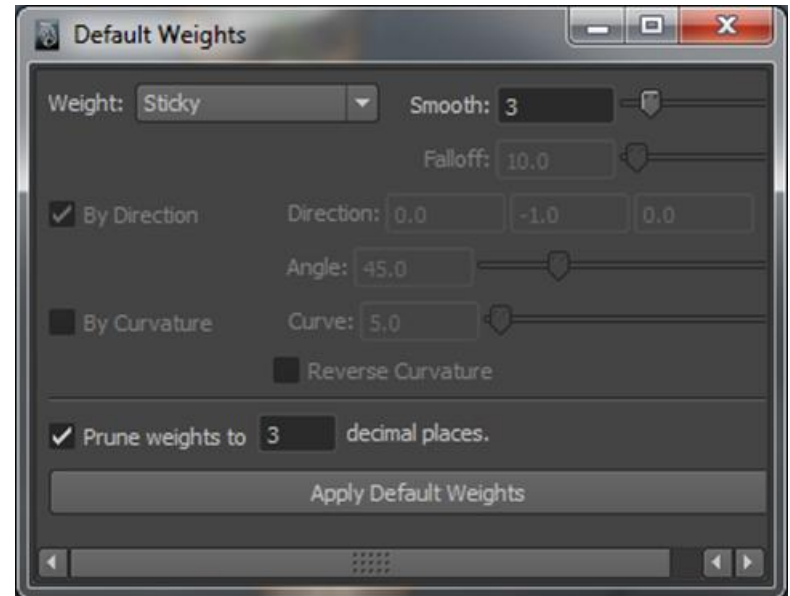 Default Weights
Weight: Sticky Smooth: 3
Falloff: 10.0
By Direction Direction: 0.0 -1.0 0.0
Angle: 45.0
By Curvature Curve: 5.0
Reverse Curvature
Prune weights to 3 decimal places.
Apply Default Weights